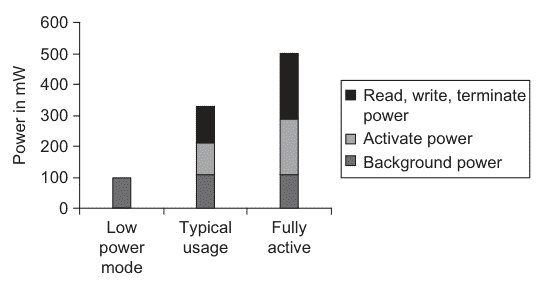 600
500
400
300
200
100
0
Power in mW
Low
power
mode
Typical
usage
Fully
active
Read, write, terminate
power
Activate power
Background power